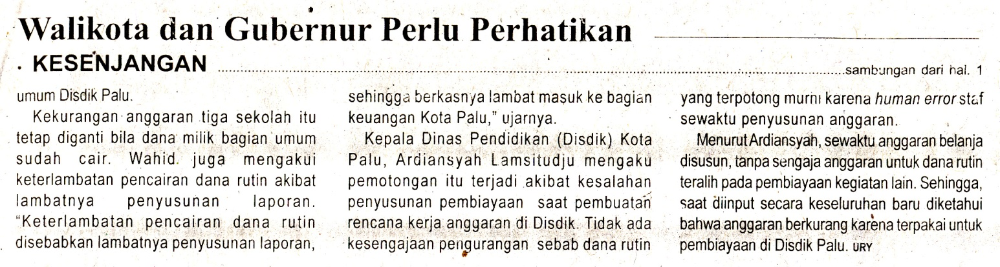 Walikota dan Gubernur Perlu Perhatikan
. KESENJANGAN ........ sambungan dari hal. 1
umum Disdik Palu.
Kekurangan anggaran tiga sekolah itu
tetap diganti bila dana milik bagian umum
sudah cair. Wahid juga mengakui
keterlambatan pencairan dana rutin akibat
lambatnya penyusunan laporan.
“Keterlambatan pencairan dana rutin
disebabkan lambatnya penyusunan laporan,
sehingga berkasnya lambat masuk ke bagian
keuangan Kota Palu,” ujarnya.
Kepala Dinas Pendidikan (Disdik) Kota
Palu, Ardiansyah Lamsitudju mengaku
pemotongan itu terjadi akibat kesalahan
penyusunan pembiayaan saat pembuatan
rencana kerja anggaran di Disdik. Tidak ada
kesengajaan pengurangan sebab dana rutin
yang terpotong murni karena human error staf
sewaktu penyusunan anggaran.
Menurut Ardiansyah, sewaktu anggaran belanja
disusun, tanpa sengaja anggaran untuk dana rutin
teralih pada pembiayaan kegiatan lain. Sehingga,
saat diinput secara keseluruhan baru diketahui
bahwa anggaran berkurang karena terpakai untuk
pembiayaan di Disdik Palu. URY